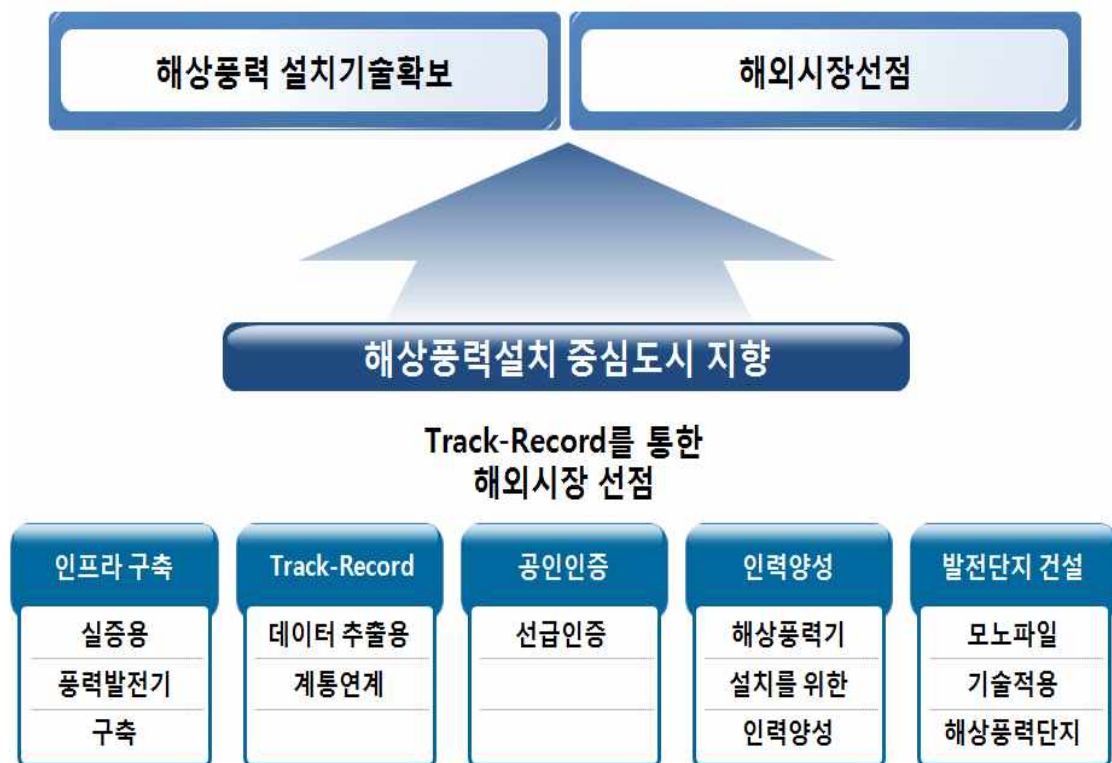 해상풍력 설치기술확보
해외시장선점
해상풍력설치 중심도시 지향
Track-Record를 통한
해외시장 선점
인프라 구축
실증용
풍력발전기
구축
Track-Record
데이터 추출용
계통연계
공인인증
선급인증
인력양성
해상풍력기
설치를 위한
인력양성
발전단지 건설
모노파일
기술적용
해상풍력단지